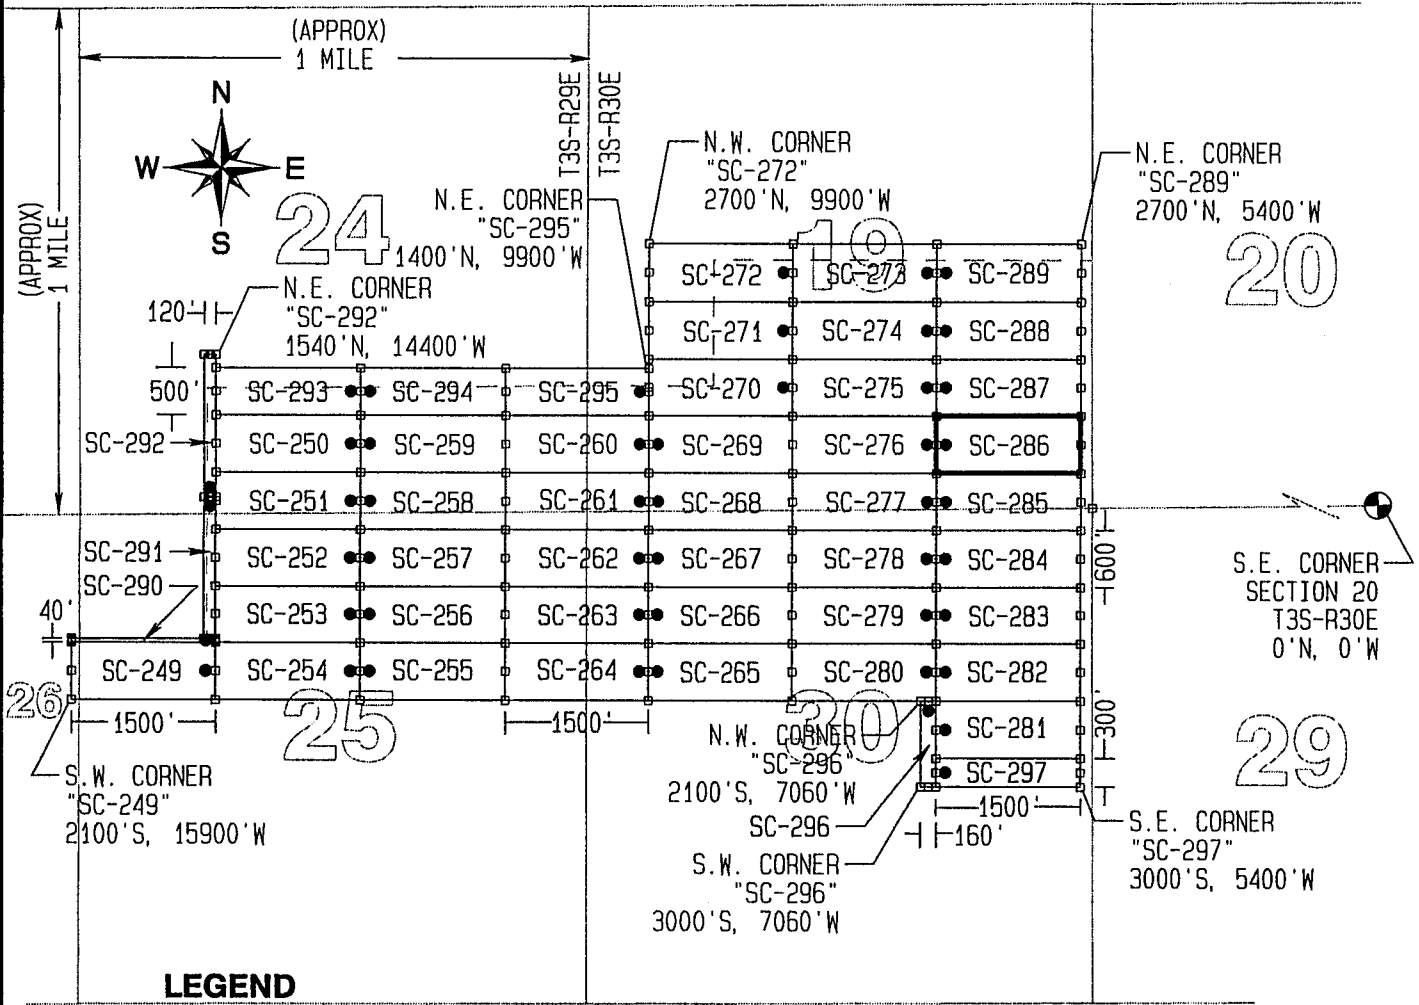 (APPROX)
1 MILE
(APPROX)
1 MILE
N
W
E
S
T3S-R29E
T3S-R30E
24
19
20
N.W. CORNER
"SC-272"
2700'N, 9900'W
N.E. CORNER
"SC-289"
2700'N, 5400'W
N.E. CORNER
"SC-295"
1400'N, 9900'W
N.E. CORNER
"SC-292"
1540'N, 14400'W
120'
500'
SC-272 SC-273 SC-289
SC-271 SC-274 SC-288
SC-293 SC-294 SC-295 SC-270 SC-275 SC-287
SC-292 SC-250 SC-259 SC-260 SC-269 SC-276 SC-286
SC-251 SC-258 SC-261 SC-268 SC-277 SC-285
SC-291 SC-252 SC-257 SC-262 SC-267 SC-278 SC-284
600'
SC-290
40'
SC-253 SC-256 SC-263 SC-266 SC-279 SC-283
SC-249 SC-254 SC-255 SC-264 SC-265 SC-280 SC-282
S.E. CORNER
SECTION 20
T3S-R30E
0'N, 0'W
26
25
30
29
1500'
1500'
300'
SC-281
SC-297
1500'
160'
N.W. CORNER
"SC-296"
2100'S, 7060'W
SC-296
S.W. CORNER
"SC-296"
3000'S, 7060'W
S.W. CORNER
"SC-249"
2100'S, 15900'W
S.E. CORNER
"SC-297"
3000'S, 5400'W
LEGEND